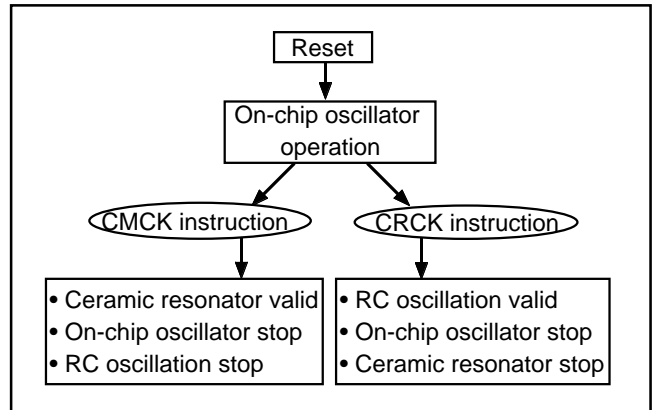 Reset
On-chip oscillator
operation
CMCK instruction
CRCK instruction
• Ceramic resonator valid
• On-chip oscillator stop
• RC oscillation stop
• RC oscillation valid
• On-chip oscillator stop
• Ceramic resonator stop